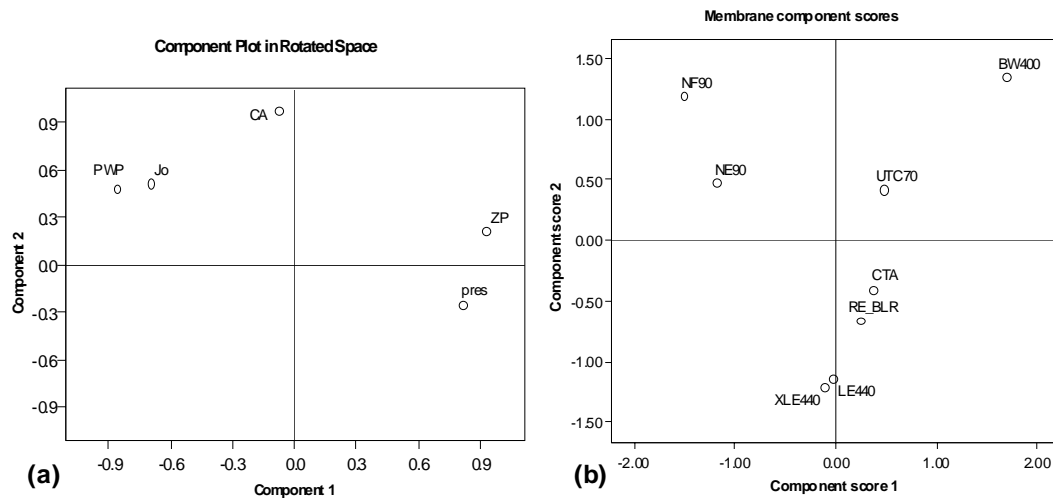 Component Plot in Rotated Space
0.9
0.6
0.3
0.0
-0.3
-0.6
-0.9
Component 2
CA
PWP
Jo
ZP
pres
-0.9 -0.6 -0.3 0.0 0.3 0.6 0.9
Component 1
(a)
Membrane component scores
1.50
1.00
0.50
0.00
-0.50
-1.00
-1.50
Component score 2
BW400
NF90
NE90
UTC70
CTA
RE_BLR
XLE440
LE440
-2.00 -1.00 0.00 1.00 2.00
Component score 1
(b)